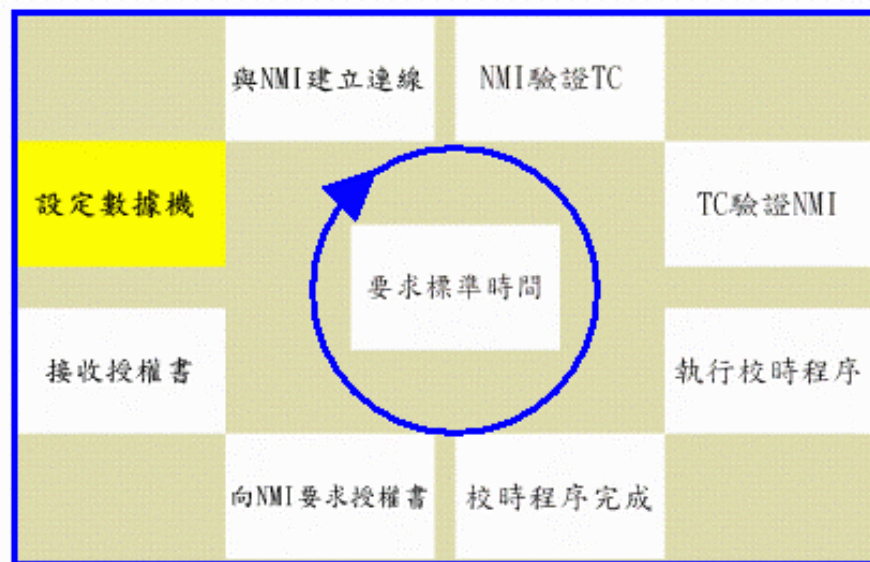 與NMI建立連線
NMI驗證TC
設定數據機
TC驗證NMI
要求標準時間
接收授權書
執行校時程序
向NMI要求授權書
校時程序完成